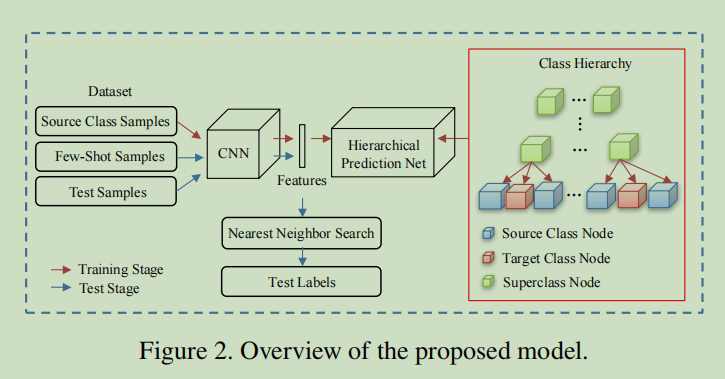 Dataset
Source Class Samples
Few-Shot Samples
Test Samples
CNN
Features
Hierarchical
Prediction Net
Nearest Neighbor Search
Test Labels
Training Stage
Test Stage
Class Hierarchy
...
...
...
...
Source Class Node
Target Class Node
Superclass Node
Figure 2. Overview of the proposed model.